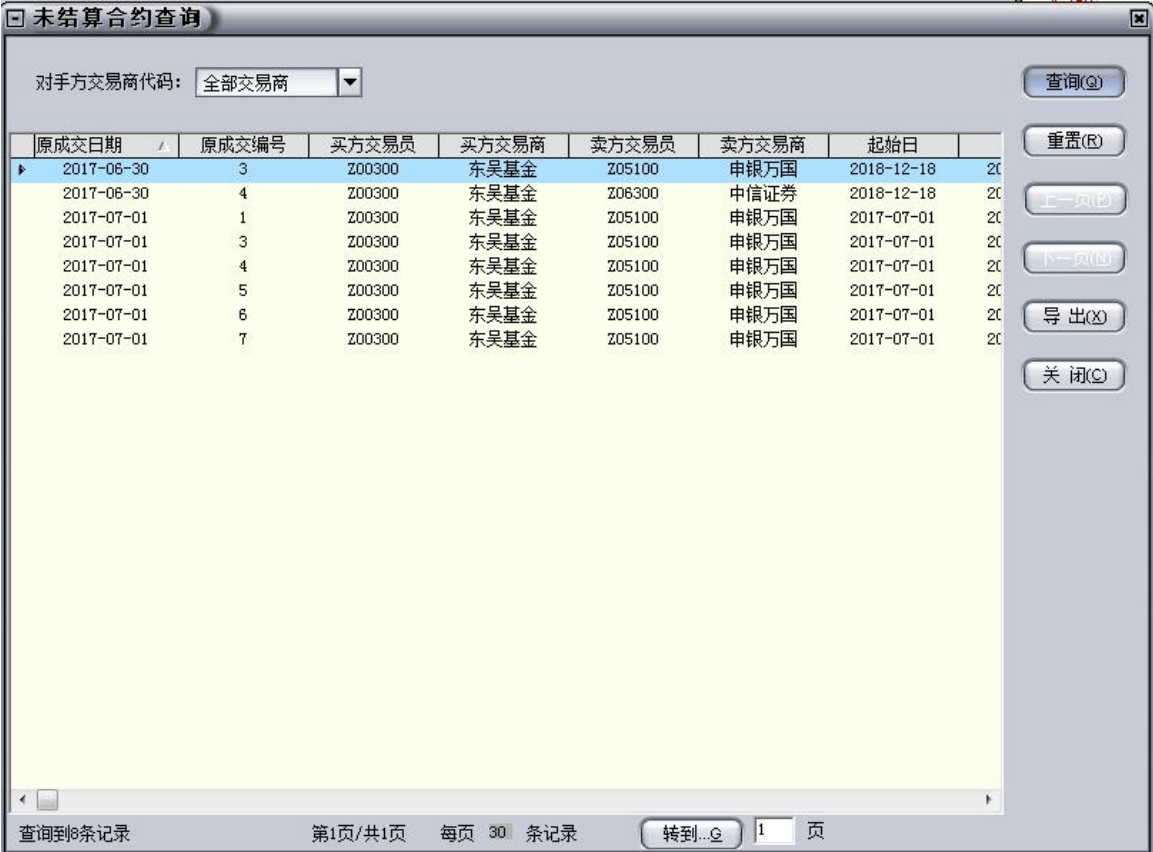 未结算合约查询
对手方交易商代码： 全部交易商 查询(Q)
重置(R)
原成交日期 原成交编号 买方交易员 买方交易商 卖方交易员 卖方交易商 起始日
2017-06-30 3 Z00300 东吴基金 Z05100 申银万国 2018-12-18 20
2017-06-30 4 Z00300 东吴基金 Z06300 中信证券 2018-12-18 20
上一页(P)
2017-07-01 1 Z00300 东吴基金 Z05100 申银万国 2017-07-01 20
2017-07-01 3 Z00300 东吴基金 Z05100 申银万国 2017-07-01 20
2017-07-01 4 Z00300 东吴基金 Z05100 申银万国 2017-07-01 20
下一页(N)
2017-07-01 5 Z00300 东吴基金 Z05100 申银万国 2017-07-01 20
2017-07-01 6 Z00300 东吴基金 Z05100 申银万国 2017-07-01 20
导 出(X)
2017-07-01 7 Z00300 东吴基金 Z05100 申银万国 2017-07-01 20
关 闭(C)
查询到8条记录 第1页/共1页 每页 30 条记录 转到...G 1 页